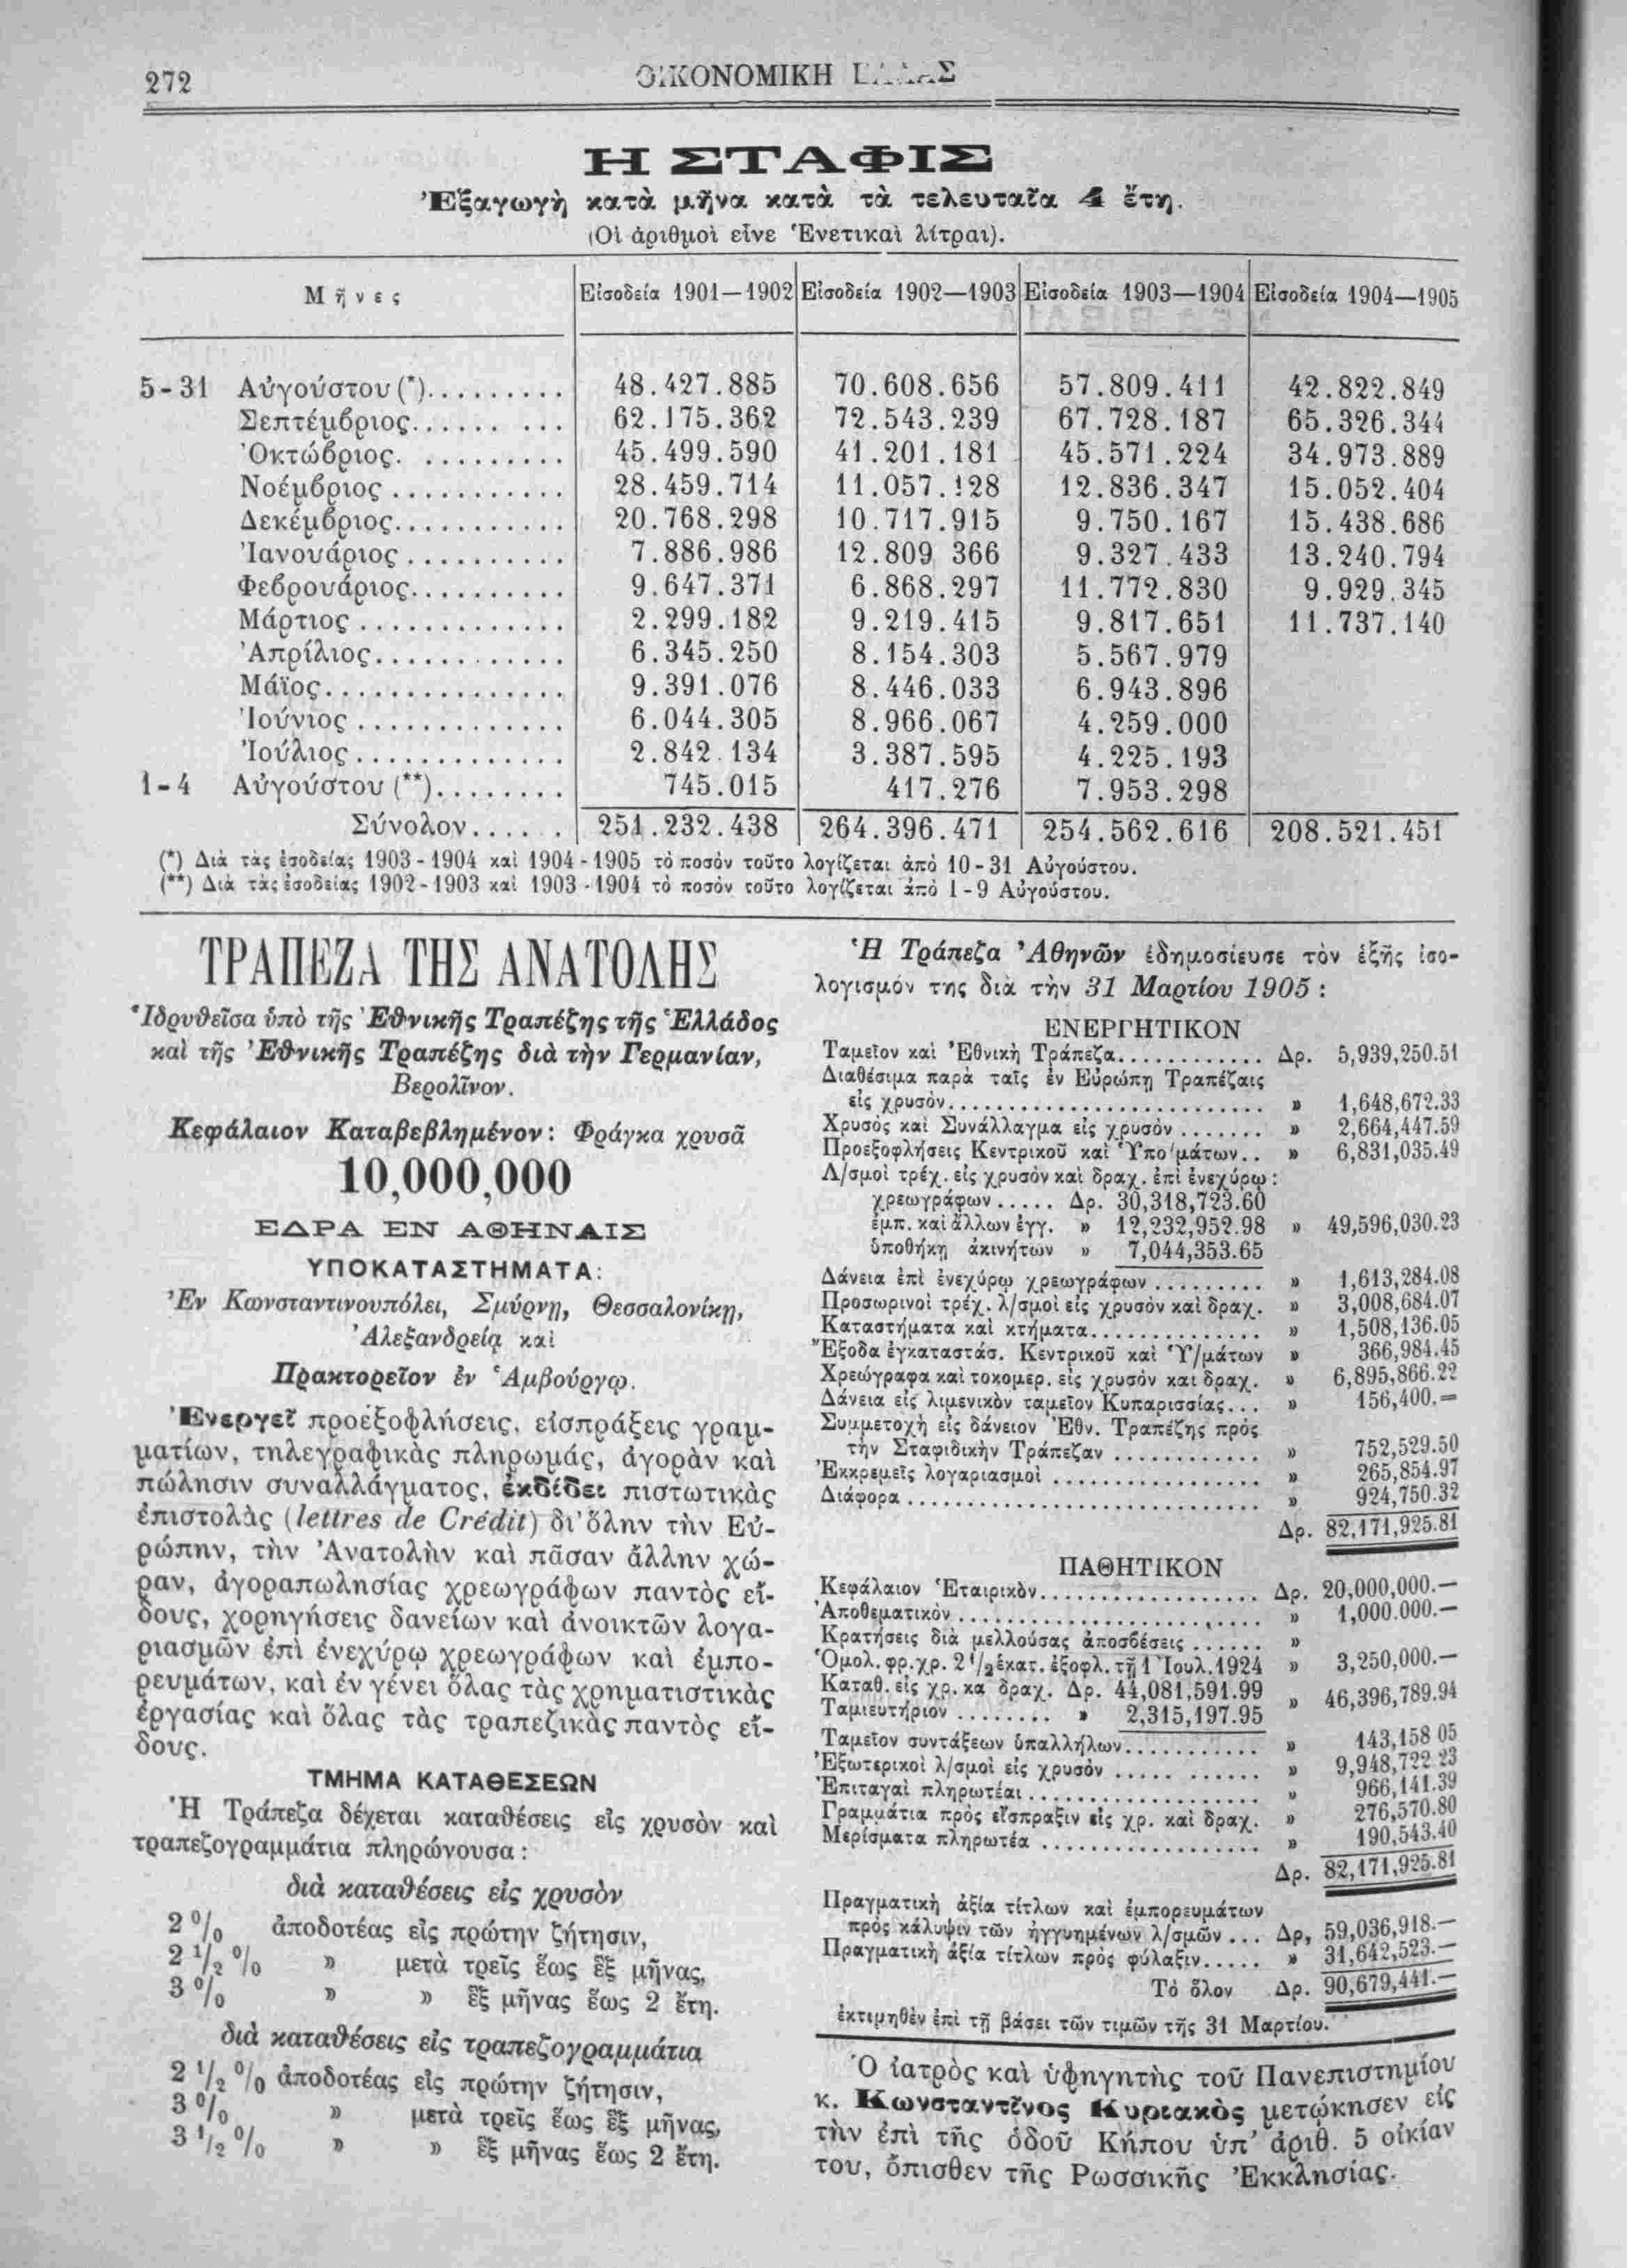 272
ΟΙΚΟΝΟΜΙΚΗ
Η ΣΤΑΦΙΣ
Ἐξαγωγὴ κατὰ μῆνα κατὰ τὰ τελευταῖα 4 ἔτη.
(Οἱ ἀριθμοὶ εἶνε Ἑνετικαὶ λίτραι).
Μῆνες Εἰσοδεία 1901—1902 Εἰσοδεία 1902—1903 Εἰσοδεία 1903—1904 Εἰσοδεία 1904—1905
5-31 Αὐγούστου (*)......... 48.427.885 70.608.656 57.809.411 42.822.849
Σεπτέμβριος......... 62.175.362 72.543.239 67.728.187 65.326.344
Ὀκτώβριος.......... 45.499.590 41.201.181 45.571.224 34.973.889
Νοέμβριος........... 28.459.714 11.057.128 12.836.347 15.052.404
Δεκέμβριος........... 20.768.298 10.717.915 9.750.167 15.438.686
Ἰανουάριος.......... 7.886.986 12.809 366 9.327.433 13.240.794
Φεβρουάριος.......... 9.647.371 6.868.297 11.772.830 9.929.345
Μάρτιος............. 2.299.182 9.219.415 9.817.651 11.737.140
Ἀπρίλιος............ 6.345.250 8.154.303 5.567.979
Μάϊος............... 9.391.076 8.446.033 6.943.896
Ἰούνιος............. 6.044.305 8.966.067 4.259.000
Ἰούλιος............. 2.842.134 3.387.595 4.225.193
1-4 Αὐγούστου (**)........ 745.015 417.276 7.953.298
Σύνολον...... 251.232.438 264.396.471 254.562.616 208.521.451
(*) Διὰ τὰς ἐσοδείας 1903-1904 καὶ 1904-1905 τὸ ποσὸν τοῦτο λογίζεται ἀπὸ 10-31 Αὐγούστου.
(**) Διὰ τὰς ἐσοδείας 1902-1903 καὶ 1903-1904 τὸ ποσὸν τοῦτο λογίζεται ἀπὸ 1-9 Αὐγούστου.
ΤΡΑΠΕΖΑ ΤΗΣ ΑΝΑΤΟΛΗΣ
Ἱδρυθεῖσα ὑπὸ τῆς Ἐθνικῆς Τραπέζης τῆς Ἑλλάδος
καὶ τῆς Ἐθνικῆς Τραπέζης διὰ τὴν Γερμανίαν,
Βερολῖνον.
Κεφάλαιον Καταβεβλημένον: Φράγκα χρυσᾶ
10,000,000
ΕΔΡΑ ΕΝ ΑΘΗΝΑΙΣ
ΥΠΟΚΑΤΑΣΤΗΜΑΤΑ:
Ἐν Κωνσταντινουπόλει, Σμύρνῃ, Θεσσαλονίκῃ,
Ἀλεξανδρείᾳ καὶ
Πρακτορεῖον ἐν Ἁμβούργῳ.
Ἐνεργεῖ προεξοφλήσεις, εἰσπράξεις γραμ-
ματίων, τηλεγραφικὰς πληρωμάς, ἀγορὰν καὶ
πώλησιν συναλλάγματος, ἐκδίδει πιστωτικὰς
ἐπιστολὰς (lettres de Crédit) δι' ὅλην τὴν Εὐ-
ρώπην, τὴν Ἀνατολὴν καὶ πᾶσαν ἄλλην χώ-
ραν, ἀγοραπωλησίας χρεωγράφων παντὸς εἴ-
δους, χορηγήσεις δανείων καὶ ἀνοικτῶν λογα-
ριασμῶν ἐπὶ ἐνεχύρῳ χρεωγράφων καὶ ἐμπο-
ρευμάτων, καὶ ἐν γένει ὅλας τὰς χρηματιστικὰς
ἐργασίας καὶ ὅλας τὰς τραπεζικὰς παντὸς εἴ-
δους.
ΤΜΗΜΑ ΚΑΤΑΘΕΣΕΩΝ
Ἡ Τράπεζα δέχεται καταθέσεις εἰς χρυσὸν καὶ
τραπεζογραμμάτια πληρώνουσα:
διὰ καταθέσεις εἰς χρυσὸν
2 % ἀποδοτέας εἰς πρώτην ζήτησιν,
2 1/2 % » μετὰ τρεῖς ἕως ἓξ μῆνας,
3 % » » ἓξ μῆνας ἕως 2 ἔτη.
διὰ καταθέσεις εἰς τραπεζογραμμάτια
2 1/2 % ἀποδοτέας εἰς πρώτην ζήτησιν,
3 % » μετὰ τρεῖς ἕως ἓξ μῆνας,
3 1/2 % » » ἓξ μῆνας ἕως 2 ἔτη.
Ἡ Τράπεζα Ἀθηνῶν ἐδημοσίευσε τὸν ἑξῆς ἰσο-
λογισμόν της διὰ τὴν 31 Μαρτίου 1905:
ΕΝΕΡΓΗΤΙΚΟΝ
Ταμεῖον καὶ Ἐθνικὴ Τράπεζα............ Δρ. 5,939,250.51
Διαθέσιμα παρὰ ταῖς ἐν Εὐρώπῃ Τραπέζαις
εἰς χρυσὸν.......................... » 1,648,672.33
Χρυσὸς καὶ Συνάλλαγμα εἰς χρυσὸν....... » 2,664,447.59
Προεξοφλήσεις Κεντρικοῦ καὶ Ὑπο/μάτων.. » 6,831,035.49
Λ/σμοὶ τρέχ. εἰς χρυσὸν καὶ δραχ. ἐπὶ ἐνεχύρῳ:
χρεωγράφων..... Δρ. 30,318,723.60
ἐμπ. καὶ ἄλλων ἐγγ. » 12,232,952.98 » 49,596,030.23
ὑποθήκῃ ἀκινήτων » 7,044,353.65
Δάνεια ἐπὶ ἐνεχύρῳ χρεωγράφων......... » 1,613,284.08
Προσωρινοὶ τρέχ. λ/σμοὶ εἰς χρυσὸν καὶ δραχ. » 3,008,684.07
Καταστήματα καὶ κτήματα.............. » 1,508,136.05
Ἔξοδα ἐγκαταστάσ. Κεντρικοῦ καὶ Ὑ/μάτων » 366,984.45
Χρεώγραφα καὶ τοκομερ. εἰς χρυσὸν καὶ δραχ. » 6,895,866.22
Δάνεια εἰς λιμενικὸν ταμεῖον Κυπαρισσίας... » 156,400.=
Συμμετοχὴ εἰς δάνειον Ἐθν. Τραπέζης πρὸς
τὴν Σταφιδικὴν Τράπεζαν............ » 752,529.50
Ἐκκρεμεῖς λογαριασμοὶ................. » 265,854.97
Διάφορα............................. » 924,750.32
Δρ. 82,171,925.81
ΠΑΘΗΤΙΚΟΝ
Κεφάλαιον Ἑταιρικὸν.................. Δρ. 20,000,000.—
Ἀποθεματικὸν........................ » 1,000.000.—
Κρατήσεις διὰ μελλούσας ἀποσβέσεις...... »
Ὁμολ. φρ. χρ. 2 1/2 ἑκατ. ἐξοφλ. τῇ 1 Ἰουλ. 1924 » 3,250,000.—
Καταθ. εἰς χρ. κα δραχ. Δρ. 44,081,591.99
Ταμιευτήριον........ » 2,315,197.95 » 46,396,789.94
Ταμεῖον συντάξεων ὑπαλλήλων........... » 143,158 05
Ἐξωτερικοὶ λ/σμοὶ εἰς χρυσὸν........... » 9,948,722 23
Ἐπιταγαὶ πληρωτέαι................... » 966,141.39
Γραμμάτια πρὸς εἴσπραξιν εἰς χρ. καὶ δραχ. » 276,570.80
Μερίσματα πληρωτέα.................. » 190,543.40
Δρ. 82,171,925.81
Πραγματικὴ ἀξία τίτλων καὶ ἐμπορευμάτων
πρὸς κάλυψιν τῶν ἠγγυημένων λ/σμῶν... Δρ, 59,036,918.—
Πραγματικὴ ἀξία τίτλων πρὸς φύλαξιν..... » 31,642,523.—
Τὸ ὅλον Δρ. 90,679,441.—
ἐκτιμηθὲν ἐπὶ τῇ βάσει τῶν τιμῶν τῆς 31 Μαρτίου.
Ὁ ἰατρὸς καὶ ὑφηγητὴς τοῦ Πανεπιστημίου
κ. Κωνσταντῖνος Κυριακὸς μετῴκησεν εἰς
τὴν ἐπὶ τῆς ὁδοῦ Κήπου ὑπ' ἀριθ. 5 οἰκίαν
του, ὄπισθεν τῆς Ρωσσικῆς Ἐκκλησίας.